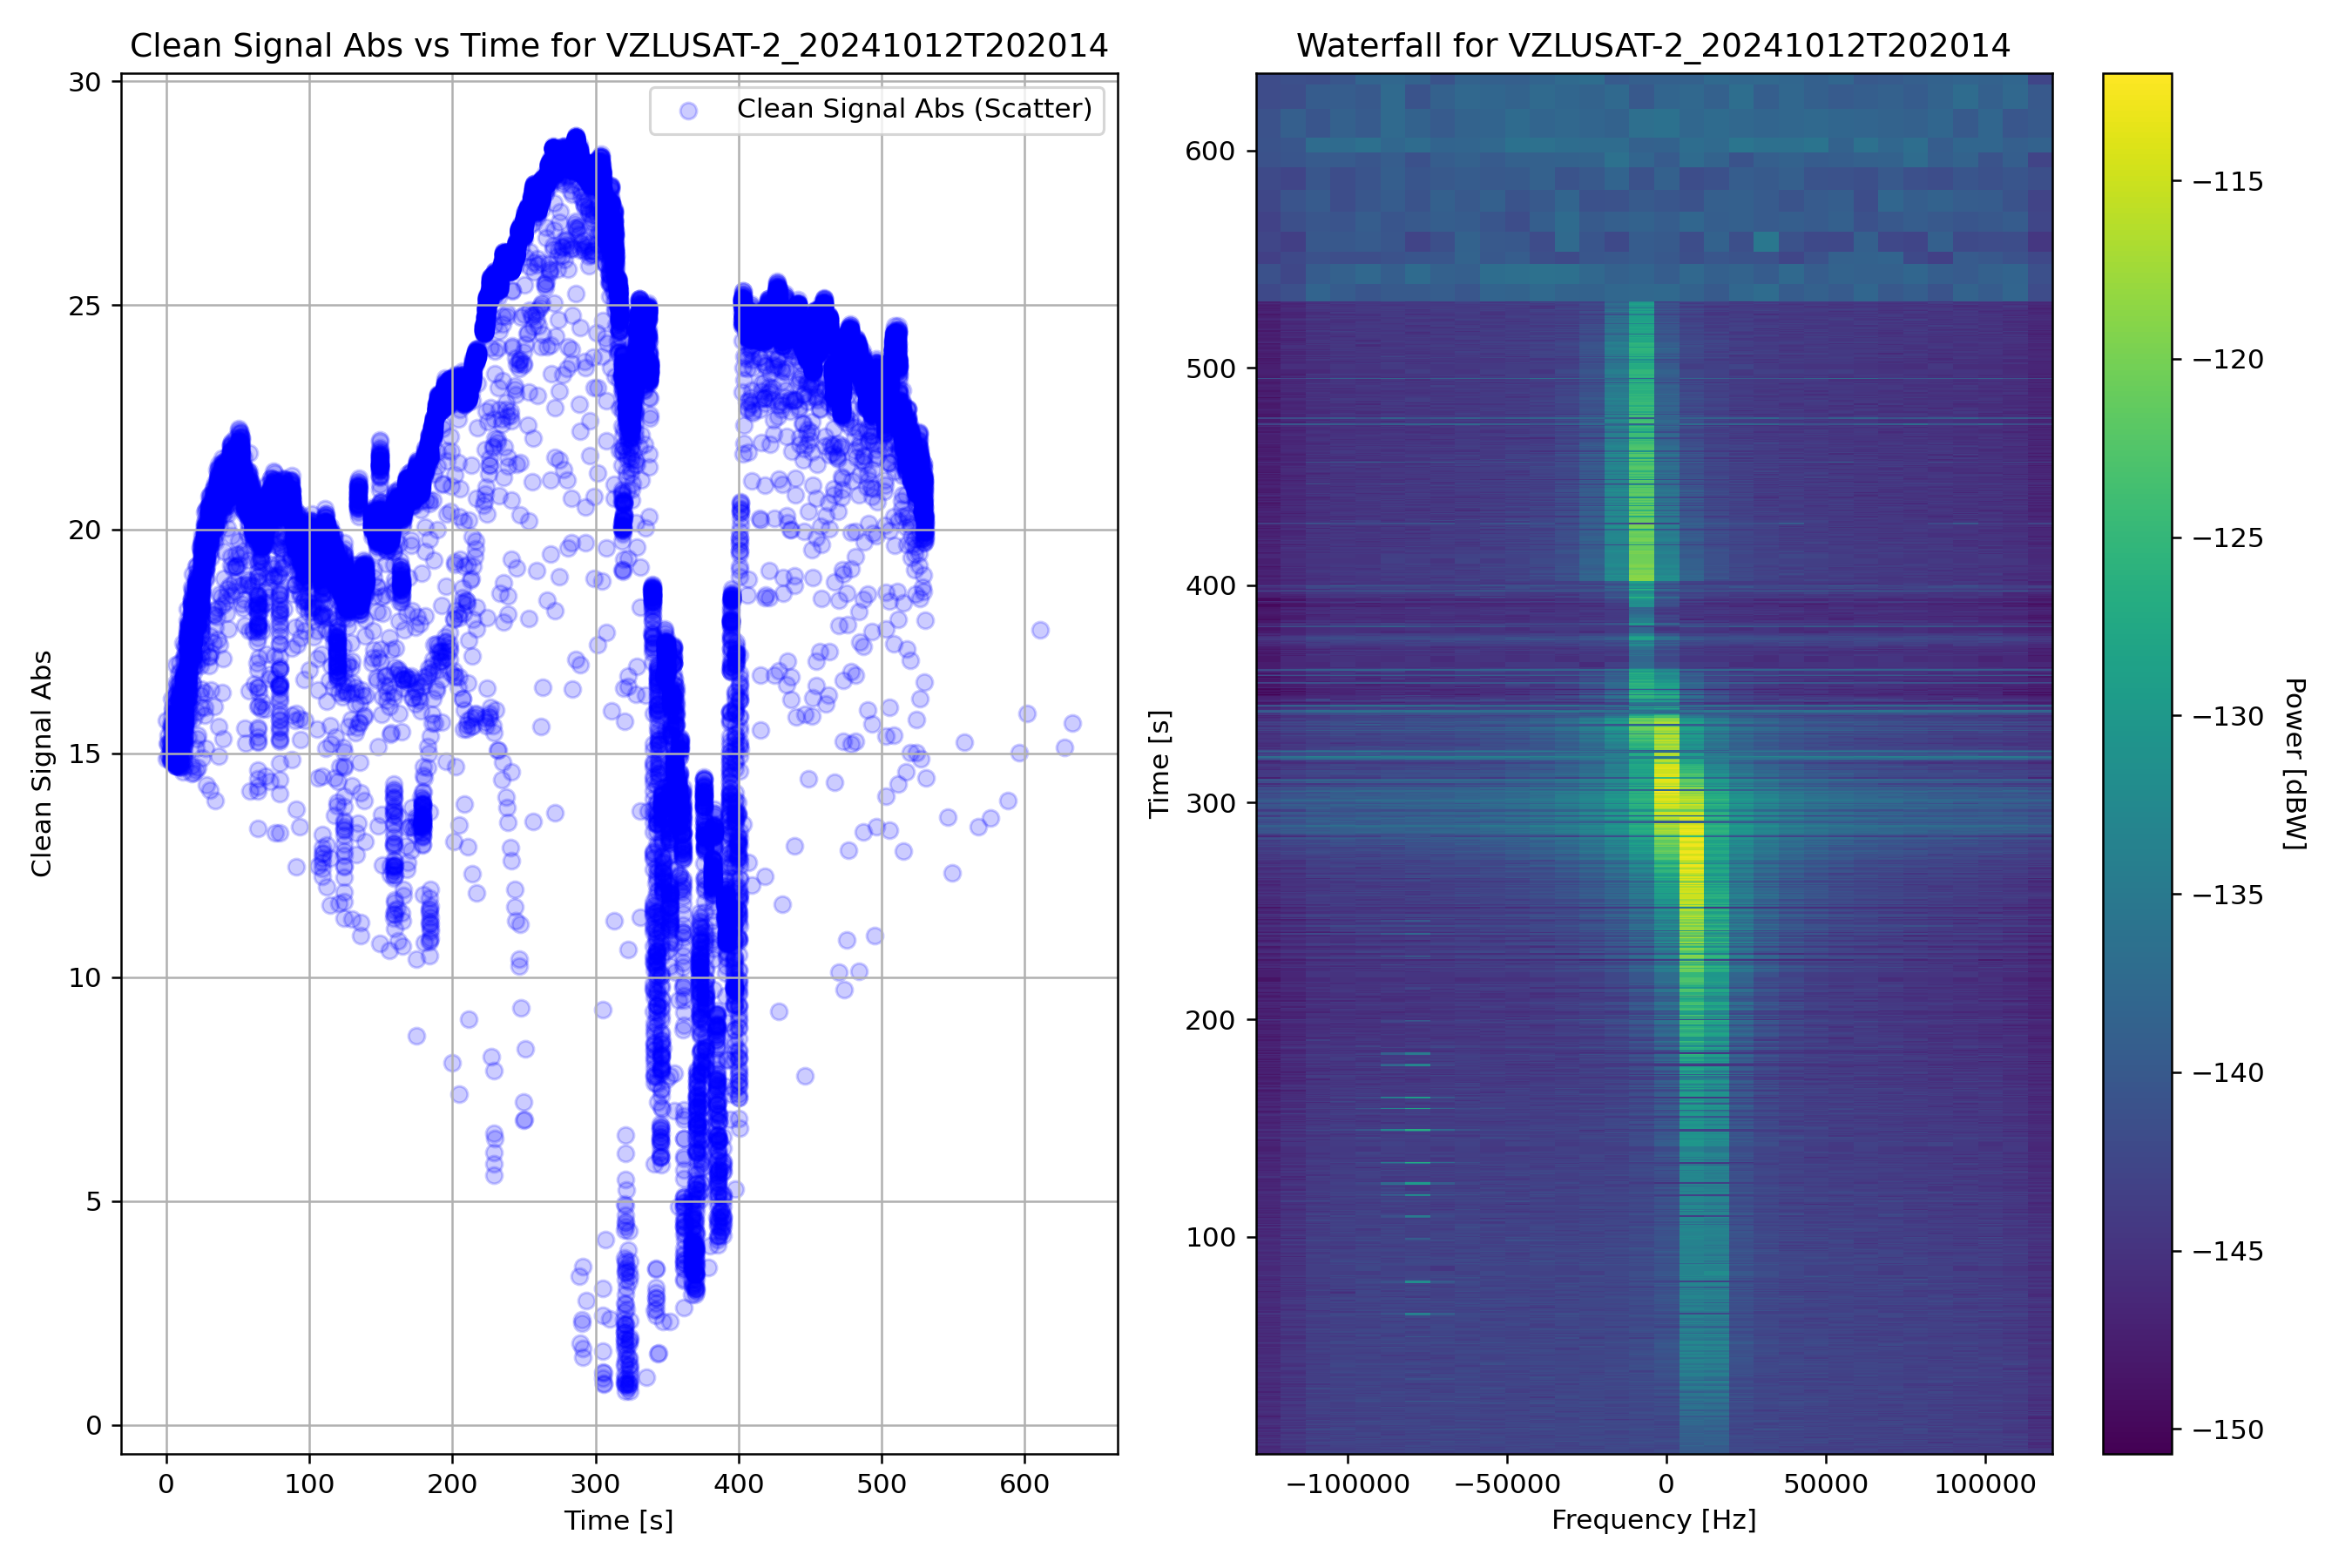 Clean Signal Abs vs Time for VZLUSAT-2_20241012T202014
Clean Signal Abs (Scatter)
30
25
20
15
10
5
0
Clean Signal Abs
0 100 200 300 400 500 600
Time [s]
Waterfall for VZLUSAT-2_20241012T202014
600
500
400
300
200
100
Time [s]
−100000 −50000 0 50000 100000
Frequency [Hz]
−115
−120
−125
−130
−135
−140
−145
−150
Power [dBW]